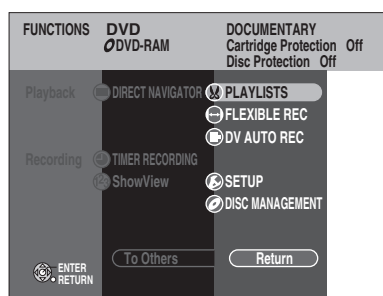 FUNCTIONS DVD DOCUMENTARY
DVD-RAM Cartridge Protection Off
Disc Protection Off
Playback DIRECT NAVIGATOR PLAYLISTS
FLEXIBLE REC
DV AUTO REC
Recording TIMER RECORDING
ShowView SETUP
DISC MANAGEMENT
To Others Return
ENTER
RETURN